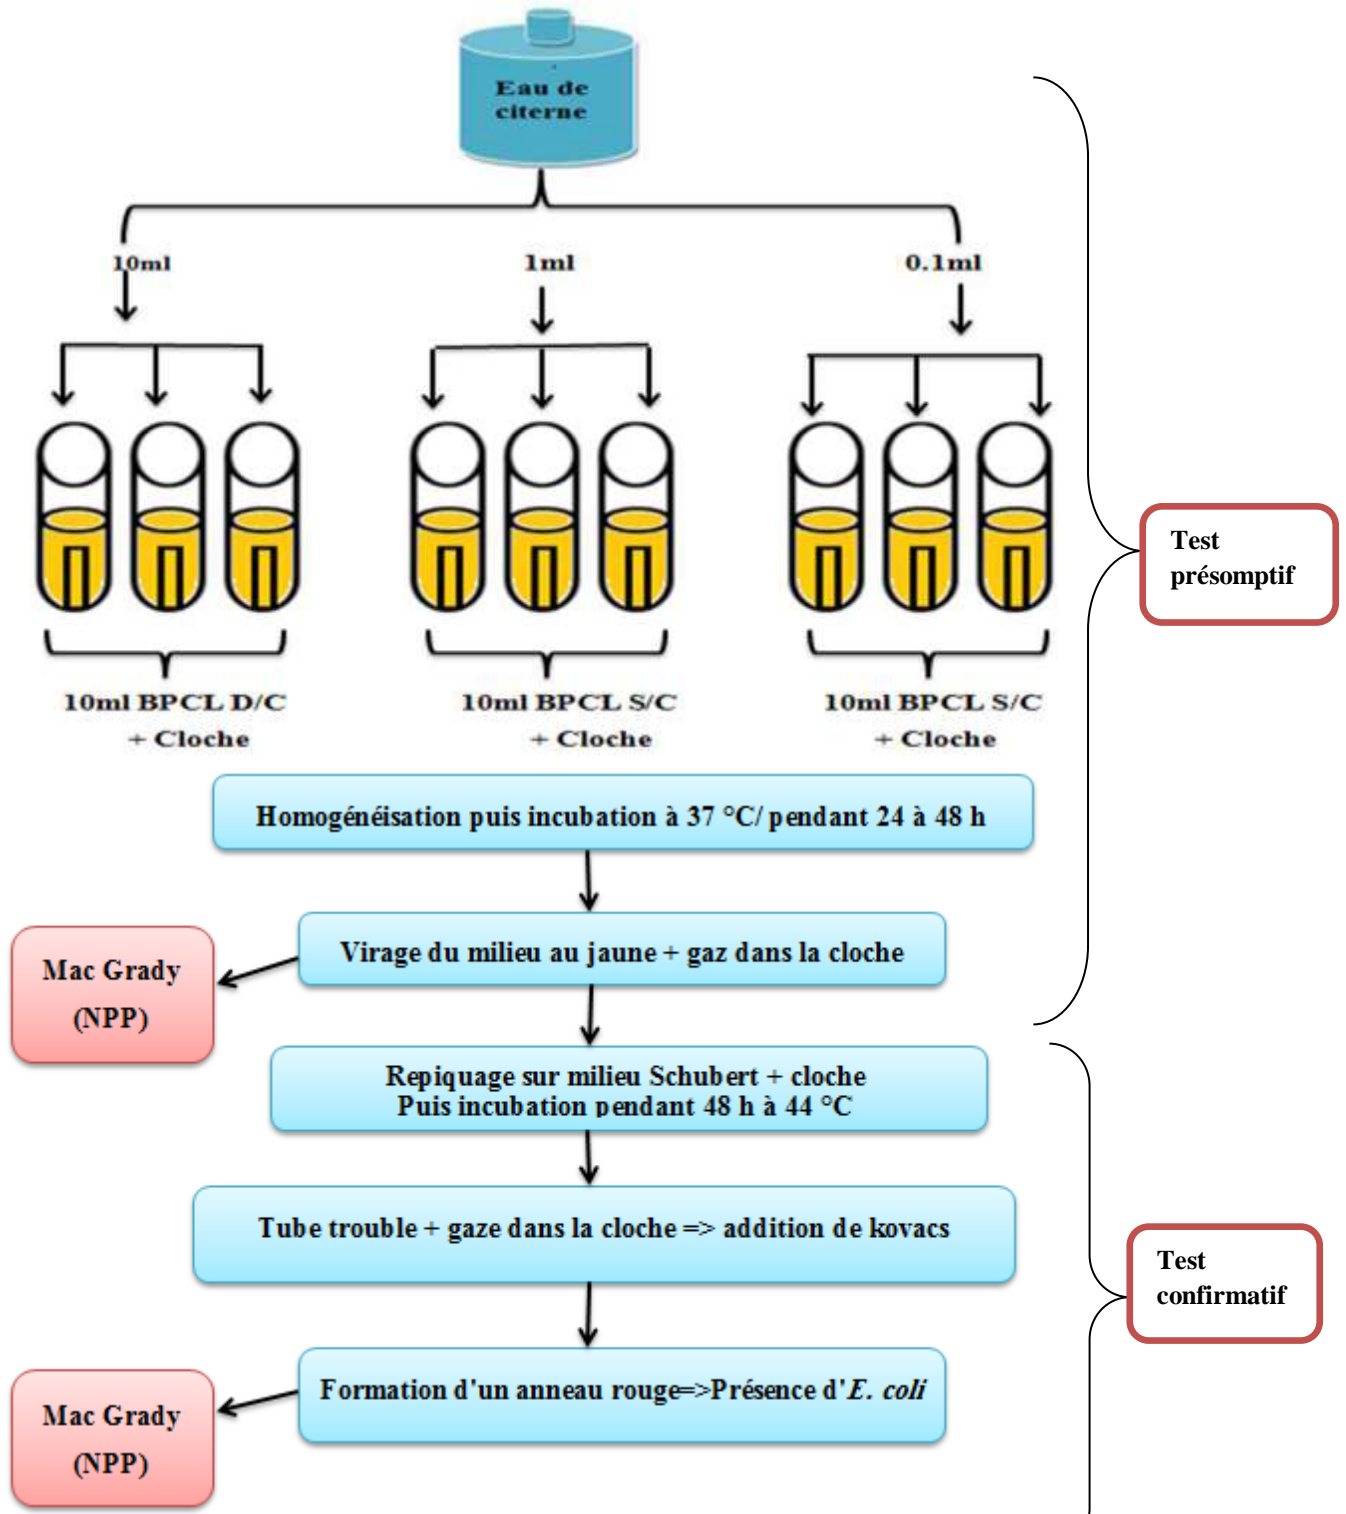 Eau de
citerne
10ml
1ml
0.1ml
10ml BPCL D/C
+ Cloche
10ml BPCL S/C
+ Cloche
10ml BPCL S/C
+ Cloche
Test
présomptif
Homogénéisation puis incubation à 37 °C/ pendant 24 à 48 h
Virage du milieu au jaune + gaz dans la cloche
Mac Grady
(NPP)
Repiquage sur milieu Schubert + cloche
Puis incubation pendant 48 h à 44 °C
Tube trouble + gaze dans la cloche => addition de kovacs
Test
confirmatif
Formation d'un anneau rouge=>Présence d'E. coli
Mac Grady
(NPP)